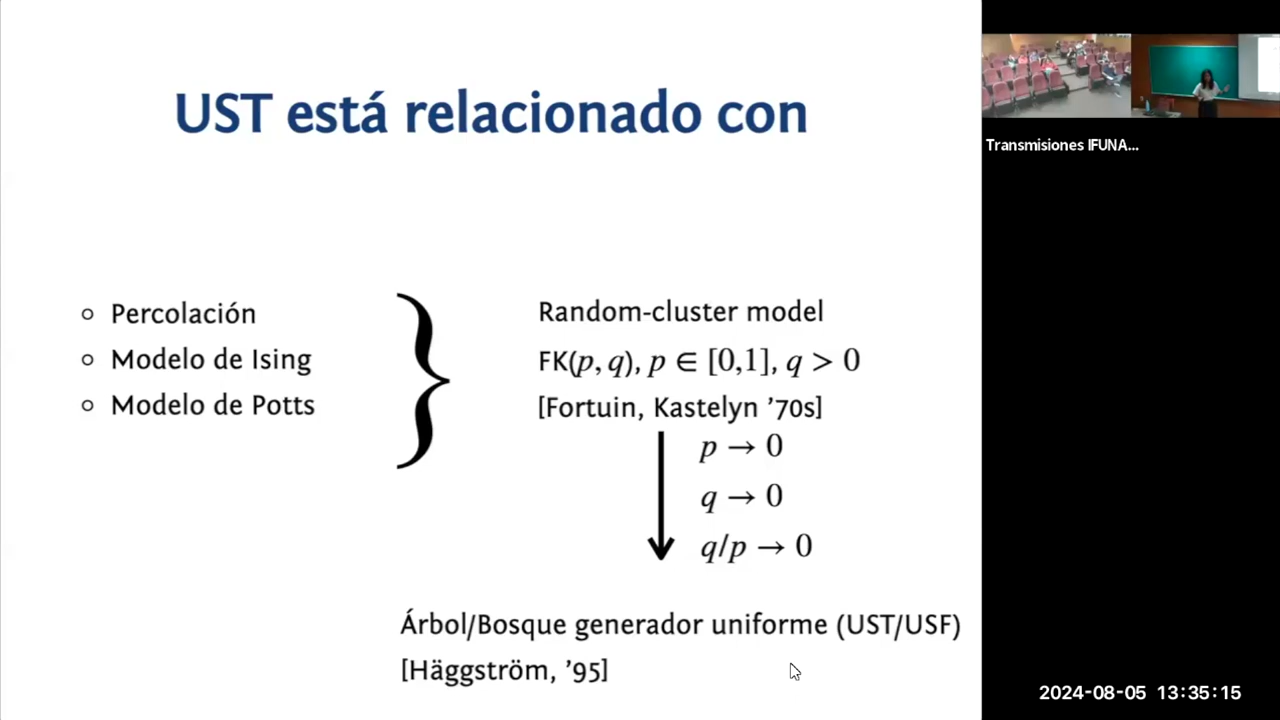 UST está relacionado con
Percolación
Modelo de Ising
Modelo de Potts
Random-cluster model
FK(p, q), p ∈ [0,1], q > 0
[Fortuin, Kastelyn ’70s]
p → 0
q → 0
q/p → 0
Árbol/Bosque generador uniforme (UST/USF)
[Häggström, ’95]
Transmisiones IFUNA...
2024-08-05 13:35:15